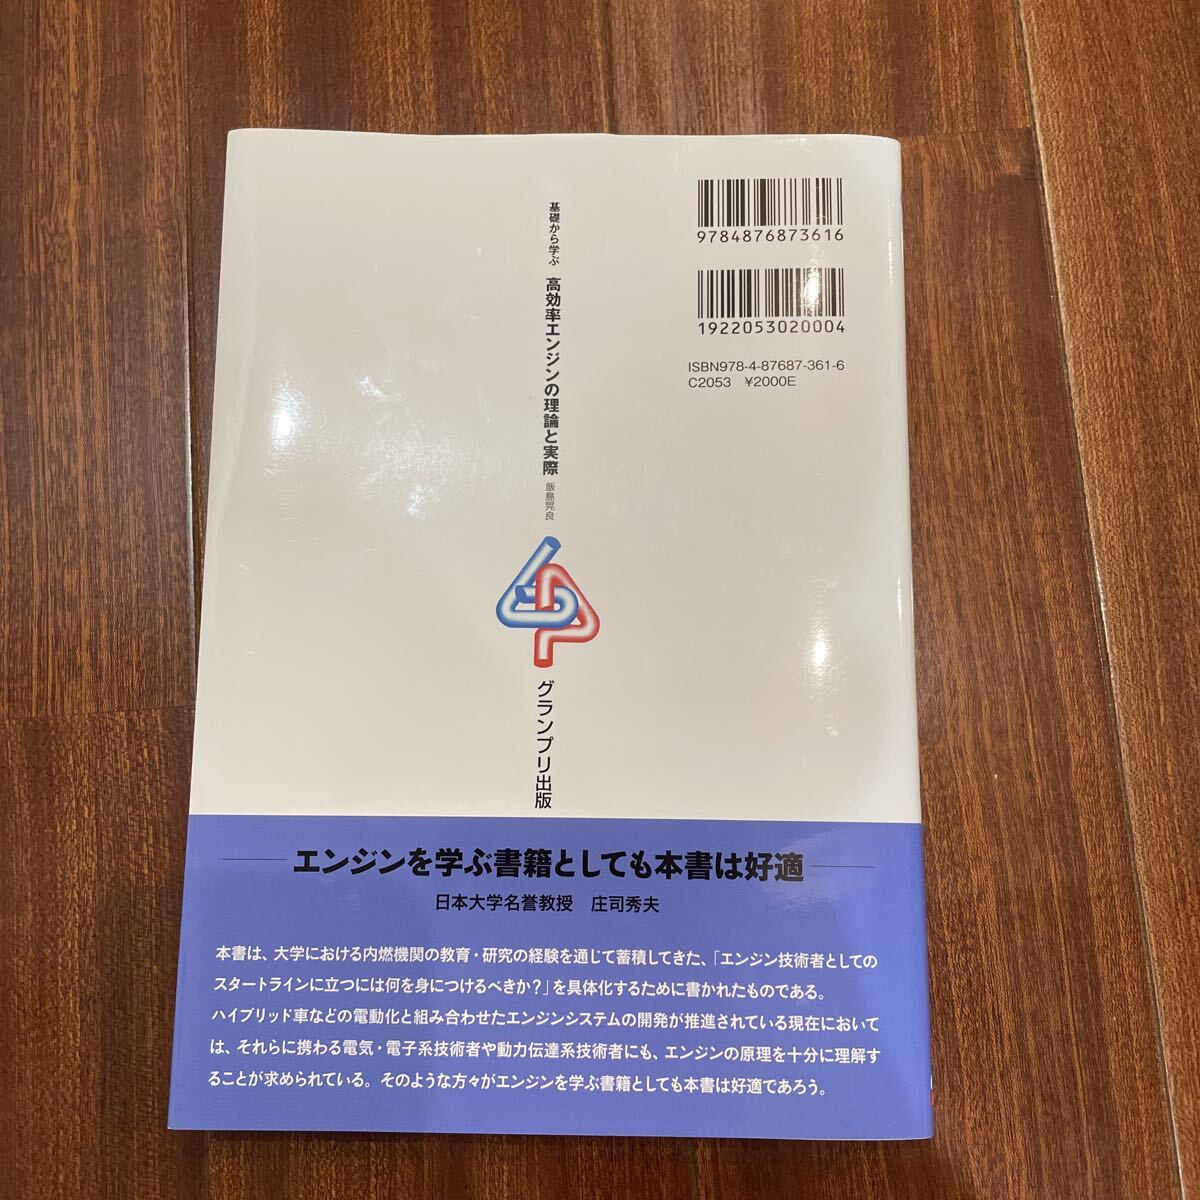 9784876873616
1922053020004
ISBN978-4-87687-361-6
C2053 ¥2000E
基礎から学ぶ 高効率エンジンの理論と実際 飯島晃良
グランプリ出版
エンジンを学ぶ書籍としても本書は好適
日本大学名誉教授 庄司秀夫
本書は、大学における内燃機関の教育・研究の経験を通じて蓄積してきた、「エンジン技術者としての
スタートラインに立つには何を身につけるべきか?」を具体化するために書かれたものである。
ハイブリッド車などの電動化と組み合わせたエンジンシステムの開発が推進されている現在において
は、それらに携わる電気・電子系技術者や動力伝達系技術者にも、エンジンの原理を十分に理解す
ることが求められている。そのような方々がエンジンを学ぶ書籍としても本書は好適であろう。